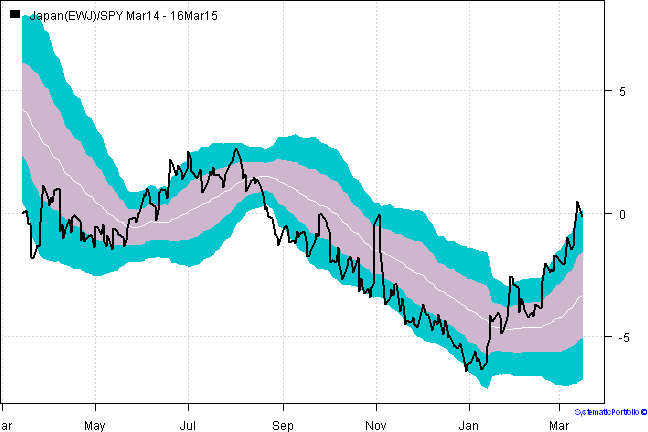 Japan(EWJ)/SPY Mar14 - 16Mar15
5
0
-5
ar May Jul Sep Nov Jan Mar
SystematicPortfolio ©